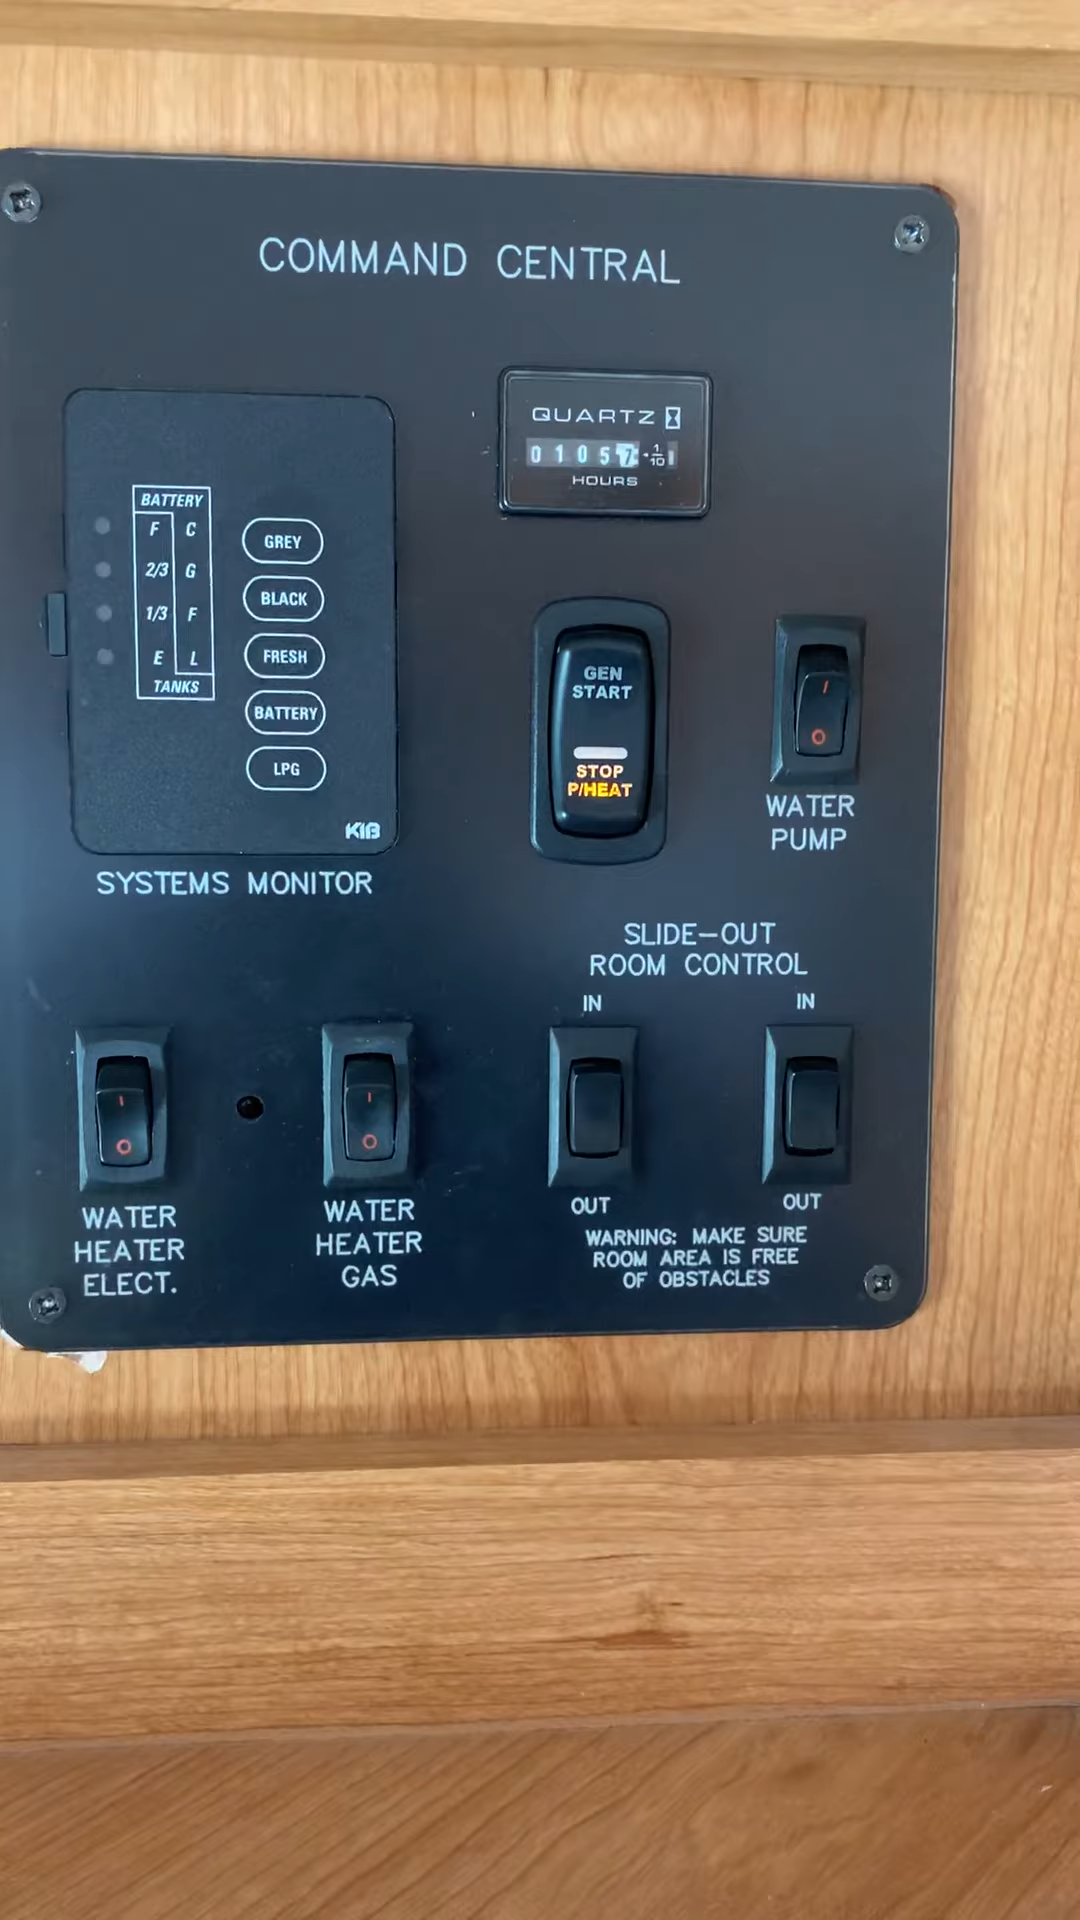 COMMAND CENTRAL
QUARTZ
0 1 0 5 7 1/10
HOURS
BATTERY
F C
2/3 G
1/3 F
E L
TANKS
GREY
BLACK
FRESH
BATTERY
LPG
KIB
SYSTEMS MONITOR
GEN
START
STOP
P/HEAT
I
O
WATER
PUMP
SLIDE-OUT
ROOM CONTROL
IN IN
I
O
I
O
OUT OUT
WATER
HEATER
ELECT.
WATER
HEATER
GAS
WARNING: MAKE SURE
ROOM AREA IS FREE
OF OBSTACLES